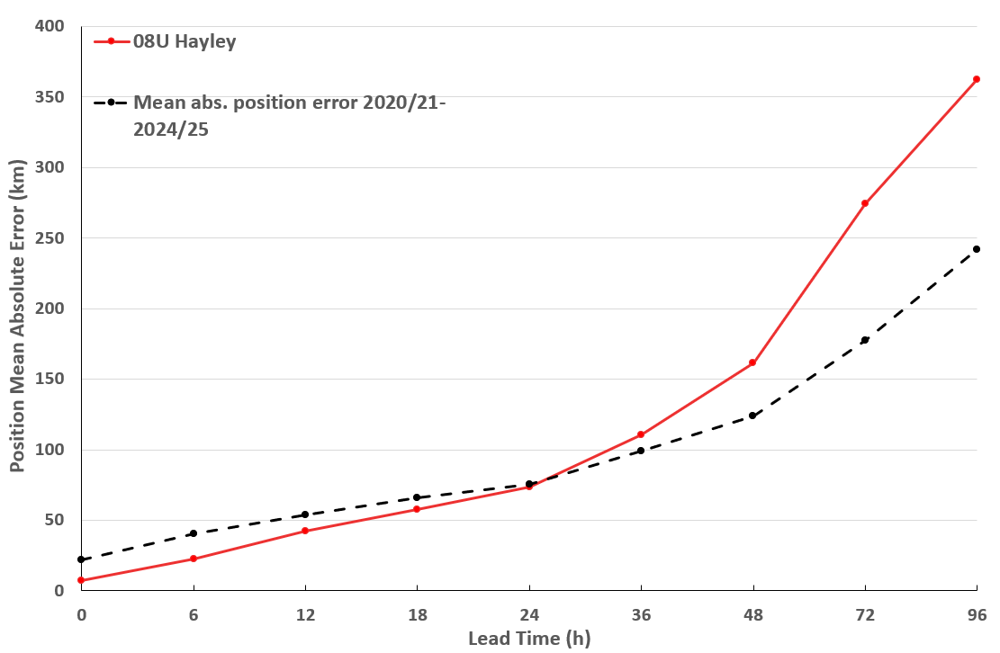 400
08U Hayley
350
Mean abs. position error 2020/21-
2024/25
300
250
200
150
100
50
0
Position Mean Absolute Error (km)
0 6 12 18 24 36 48 72 96
Lead Time (h)